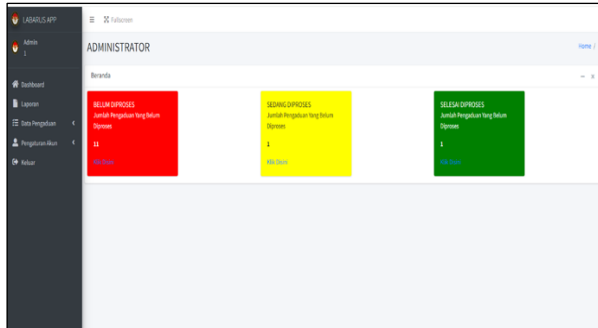 LABARUS APP
Fullscreen
Admin
1
ADMINISTRATOR
Home /
Dashboard
Laporan
Data Pengaduan
Pengaturan Akun
Keluar
Beranda
BELUM DIPROSES
Jumlah Pengaduan Yang Belum
Diproses
11
Klik Disini
SEDANG DIPROSES
Jumlah Pengaduan Yang Belum
Diproses
1
Klik Disini
SELESAI DIPROSES
Jumlah Pengaduan Yang Belum
Diproses
1
Klik Disini